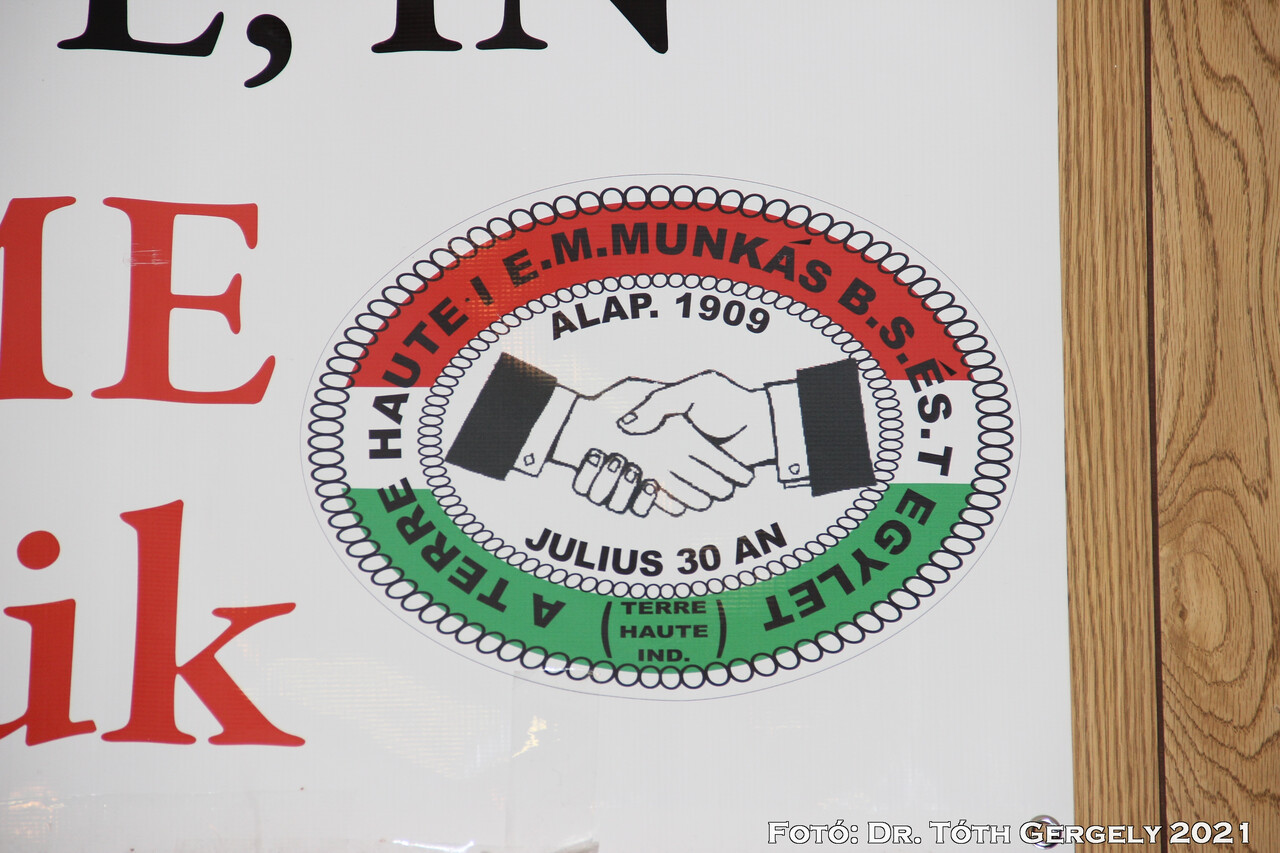 E, IN
ME
ik
A TERRE HAUTE·I E.M.MUNKÁS B.S.ÉS.T EGYLET
ALAP. 1909
JULIUS 30 AN
(TERRE
HAUTE
IND.)
Fotó: Dr. Tóth Gergely 2021